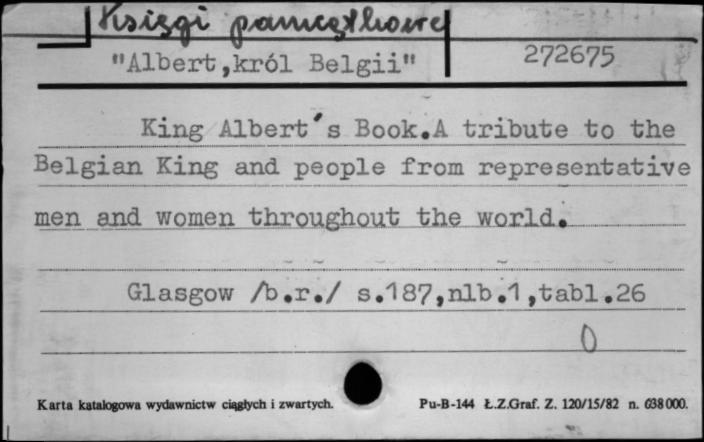 Księgi pamiątkowe
"Albert,król Belgii" 272675
King Albert's Book.A tribute to the
Belgian King and people from representative
men and women throughout the world.
Glasgow /b.r./ s.187,nlb.1,tabl.26
0
Karta katalogowa wydawnictw ciągłych i zwartych. Pu-B-144 Ł.Z.Graf. Z. 120/15/82 n. 638000.